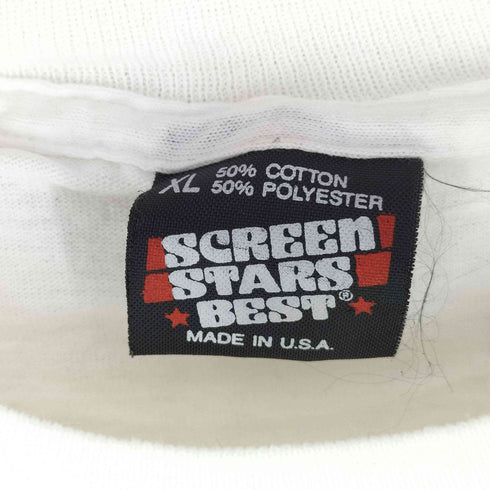 XL 50% COTTON
50% POLYESTER
SCREEN
STARS
BEST®
MADE IN U.S.A.